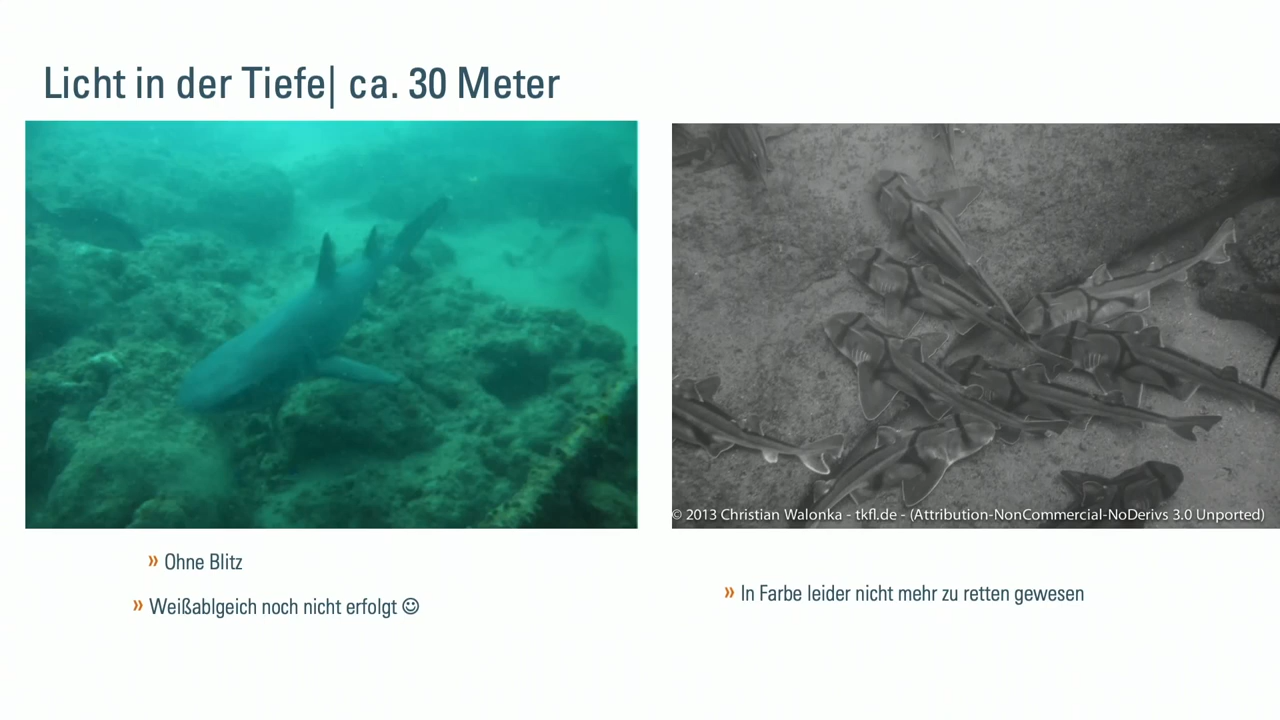 Licht in der Tiefe| ca. 30 Meter
© 2013 Christian Walonka - tkfl.de - (Attribution-NonCommercial-NoDerivs 3.0 Unported)
» Ohne Blitz
» Weißablgeich noch nicht erfolgt ☺
» In Farbe leider nicht mehr zu retten gewesen